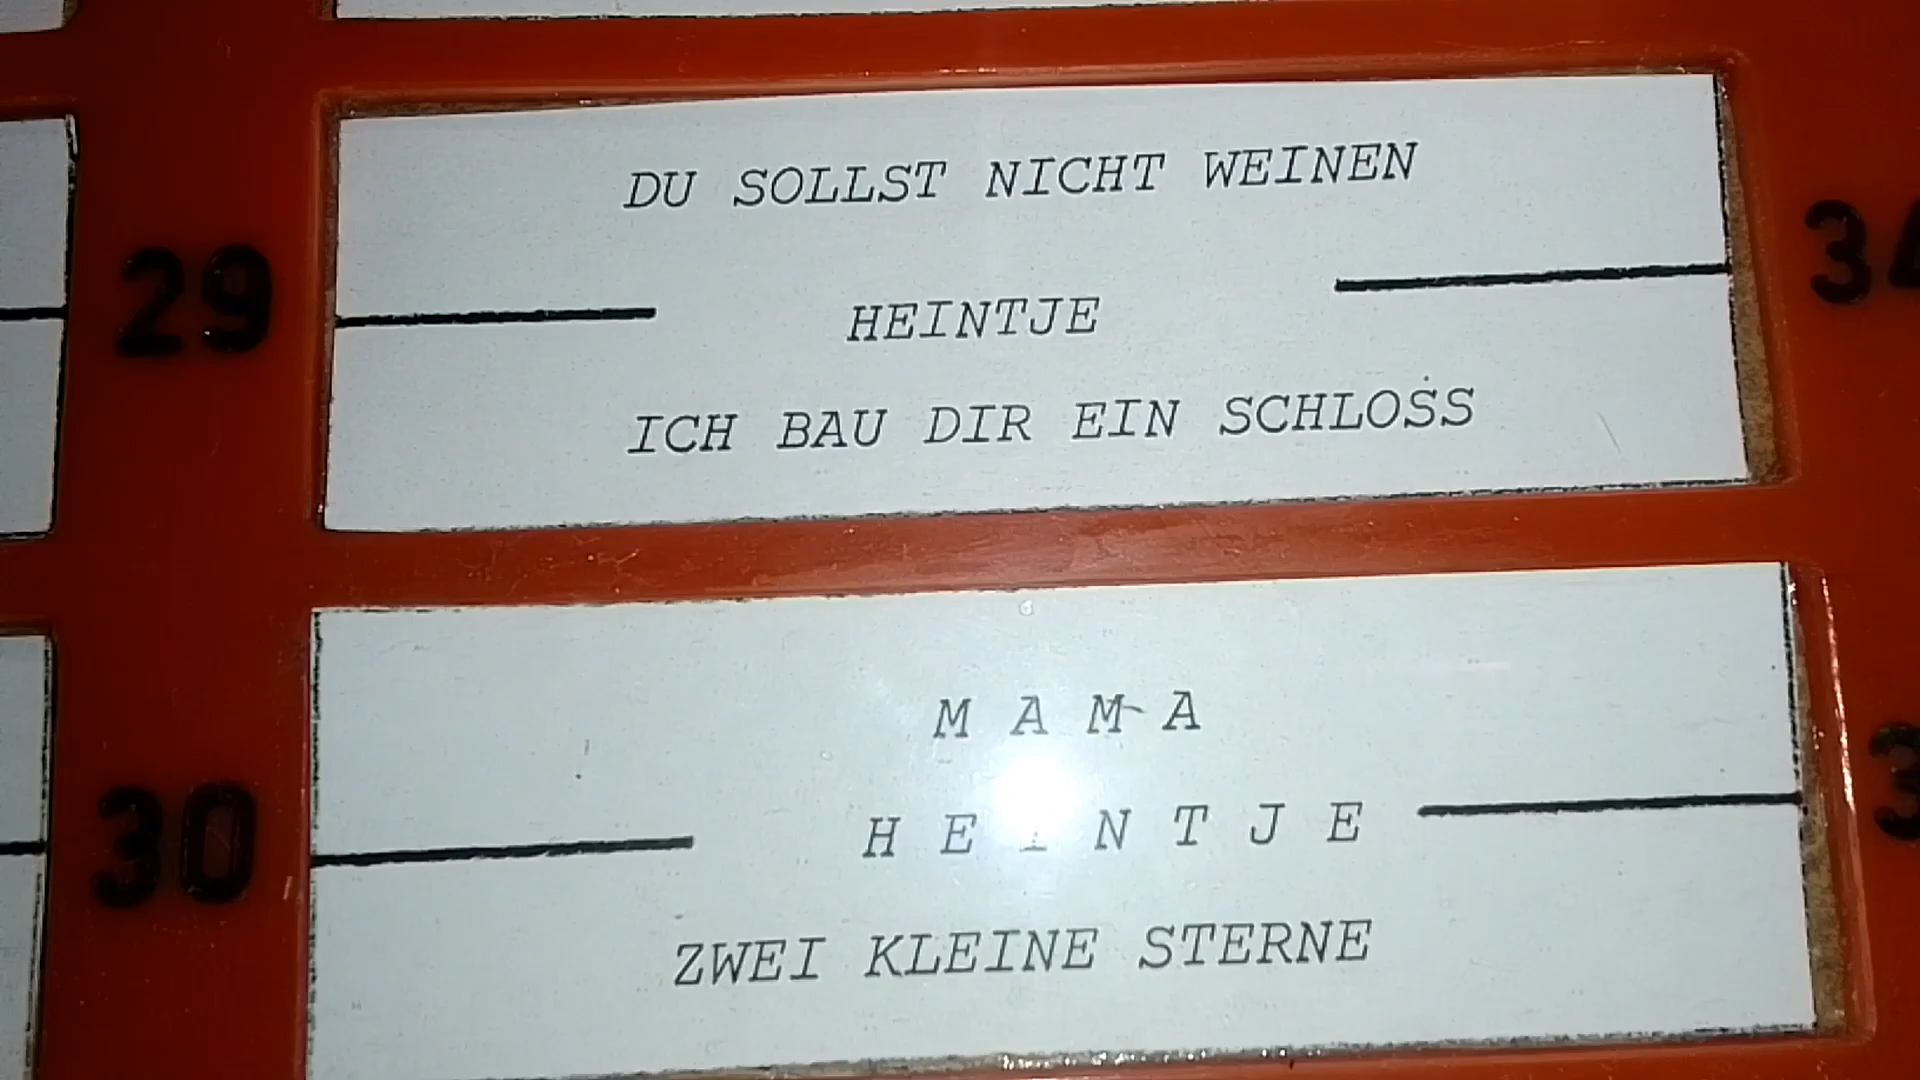 DU SOLLST NICHT WEINEN
29
HEINTJE
ICH BAU DIR EIN SCHLOSS
M A M A
30
H E I N T J E
ZWEI KLEINE STERNE